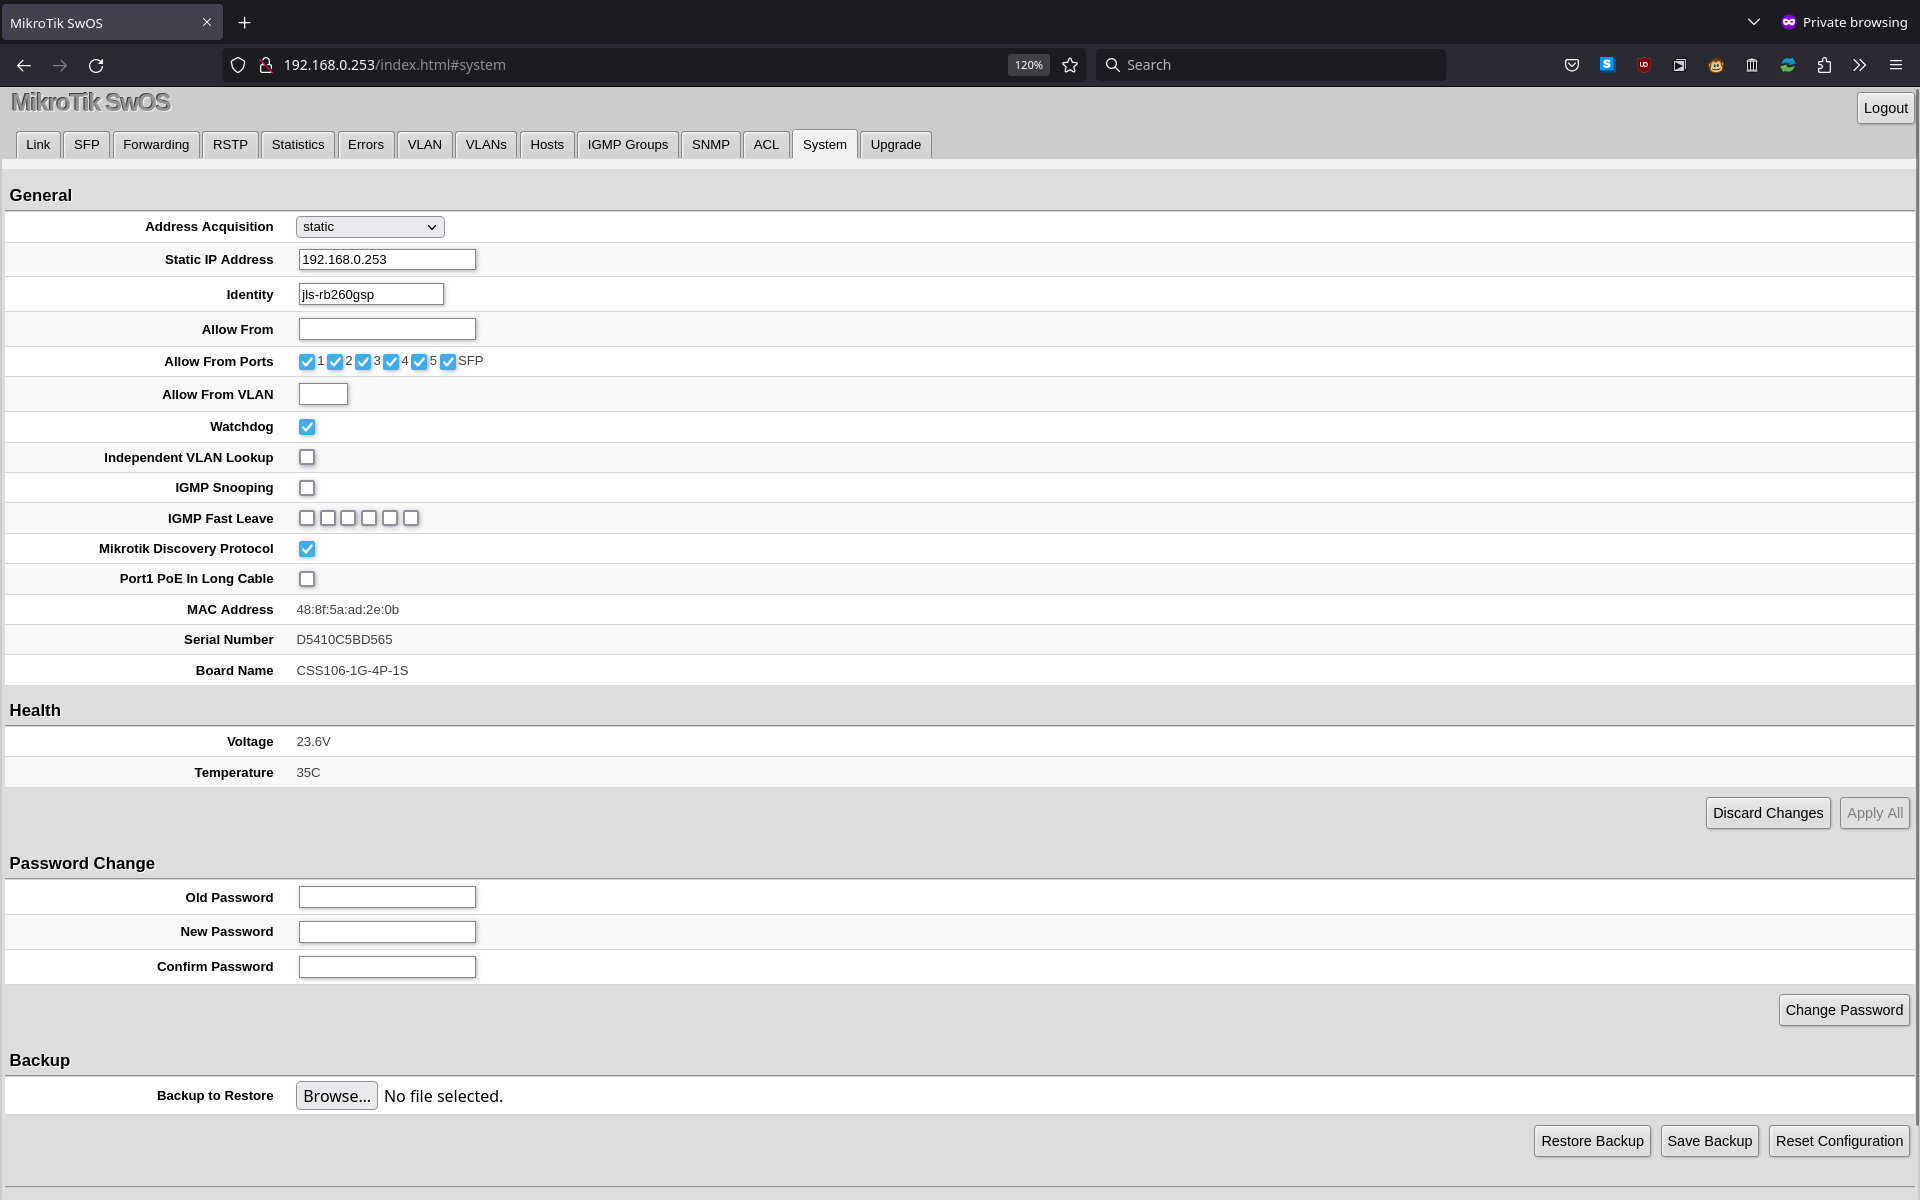 MikroTik SwOS
Private browsing
192.168.0.253/index.html#system
120%
Search
MikroTik SwOS
Logout
Link SFP Forwarding RSTP Statistics Errors VLAN VLANs Hosts IGMP Groups SNMP ACL System Upgrade
General
Address Acquisition static
Static IP Address 192.168.0.253
Identity jls-rb260gsp
Allow From
Allow From Ports 1 2 3 4 5 SFP
Allow From VLAN
Watchdog
Independent VLAN Lookup
IGMP Snooping
IGMP Fast Leave
Mikrotik Discovery Protocol
Port1 PoE In Long Cable
MAC Address 48:8f:5a:ad:2e:0b
Serial Number D5410C5BD565
Board Name CSS106-1G-4P-1S
Health
Voltage 23.6V
Temperature 35C
Discard Changes Apply All
Password Change
Old Password
New Password
Confirm Password
Change Password
Backup
Backup to Restore Browse... No file selected.
Restore Backup Save Backup Reset Configuration